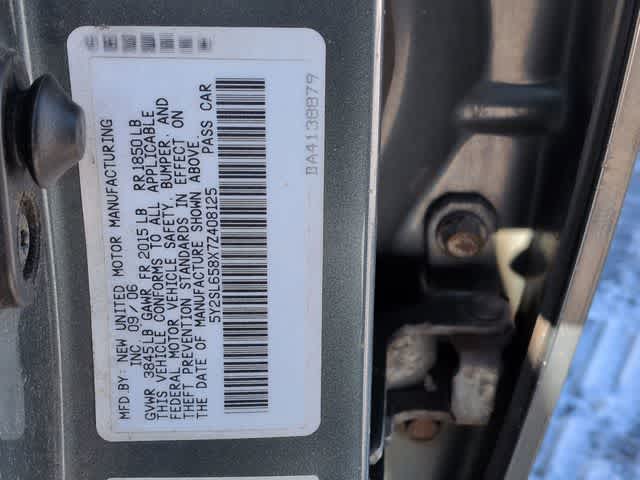 MFD BY: NEW UNITED MOTOR MANUFACTURING
INC 09/06
GVWR 3845LB GAWR FR 2015 LB RR 1850LB
THIS VEHICLE CONFORMS TO ALL APPLICABLE
FEDERAL MOTOR VEHICLE SAFETY, BUMPER, AND
THEFT PREVENTION STANDARDS IN EFFECT ON
THE DATE OF MANUFACTURE SHOWN ABOVE.
5Y2SL658X7Z408125 PASS CAR
BA4138879